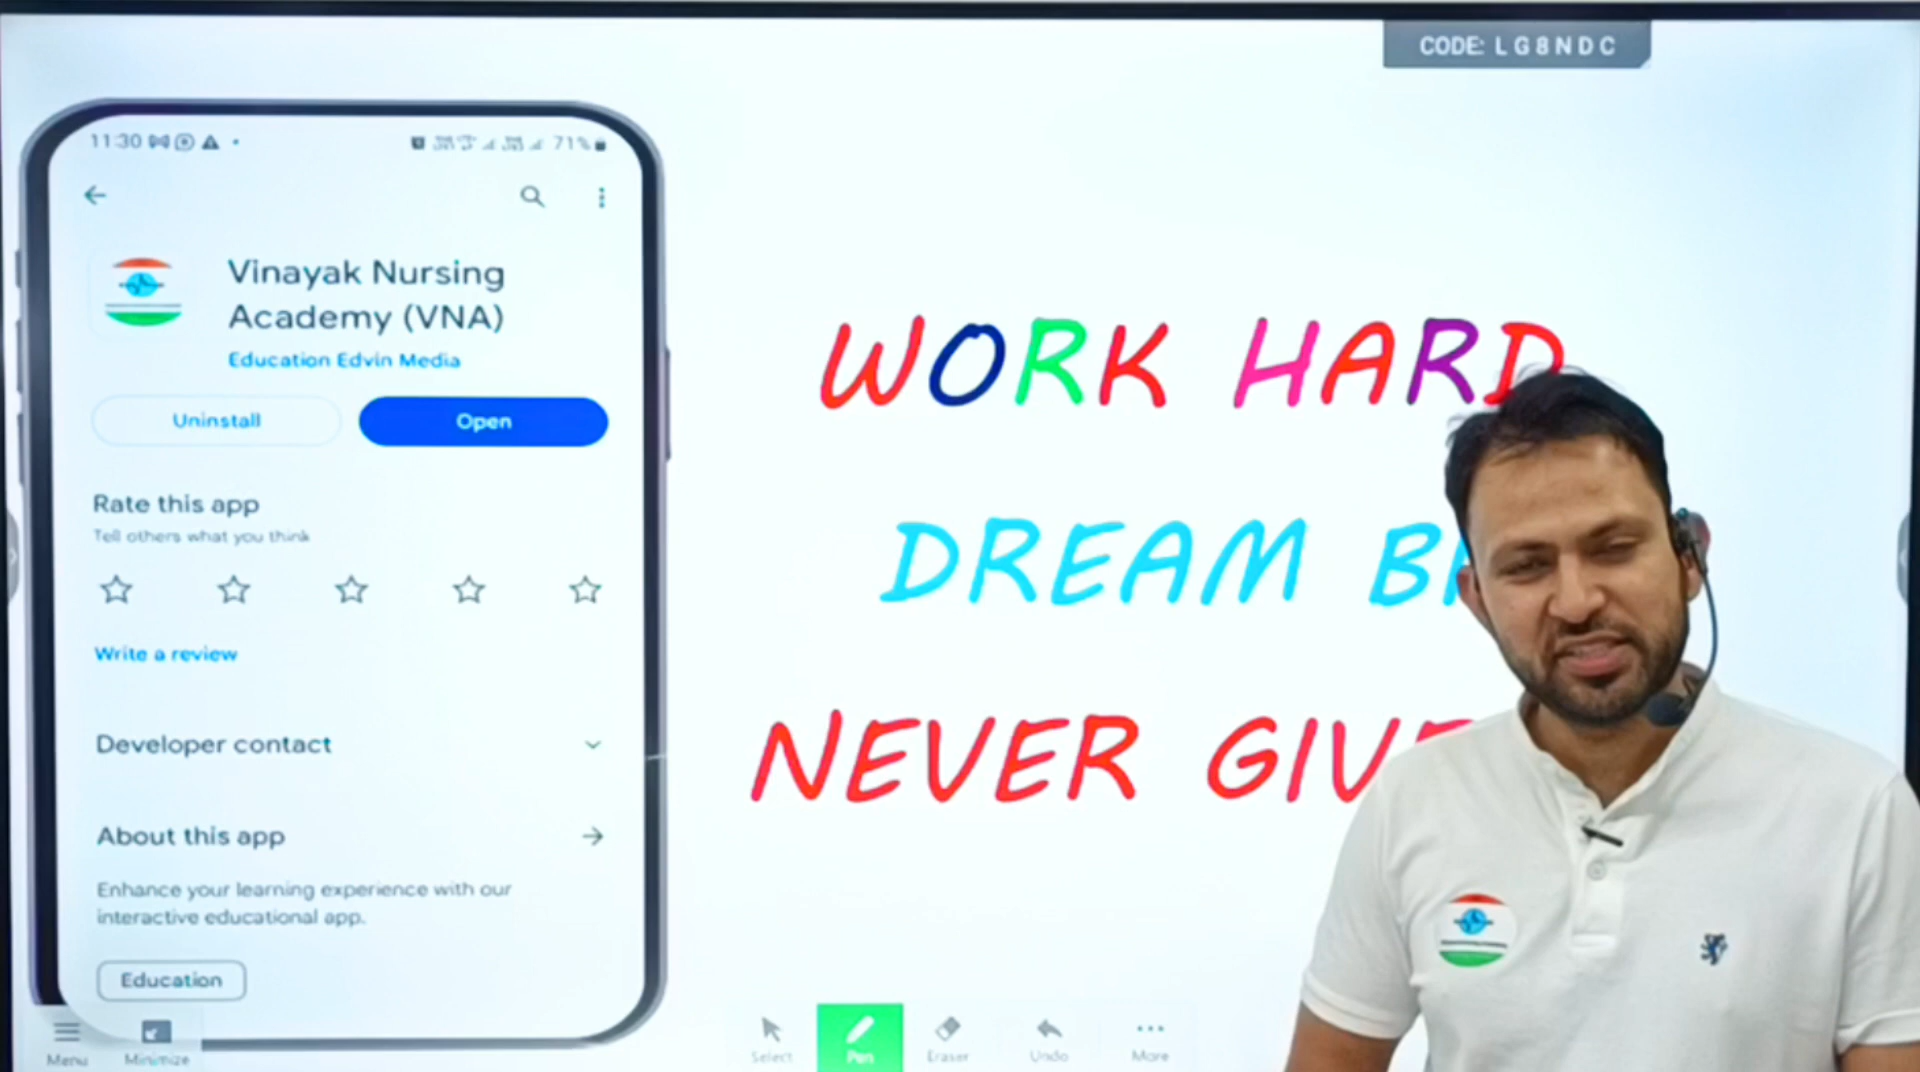 CODE: LG8NDC
11:30
71%
Vinayak Nursing
Academy (VNA)
Education Edvin Media
Uninstall
Open
Rate this app
Tell others what you think
Write a review
Developer contact
About this app
Enhance your learning experience with our
interactive educational app.
Education
WORK HARD
DREAM
NEVER
Menu
Minimize
Select
Pen
Eraser
Undo
More